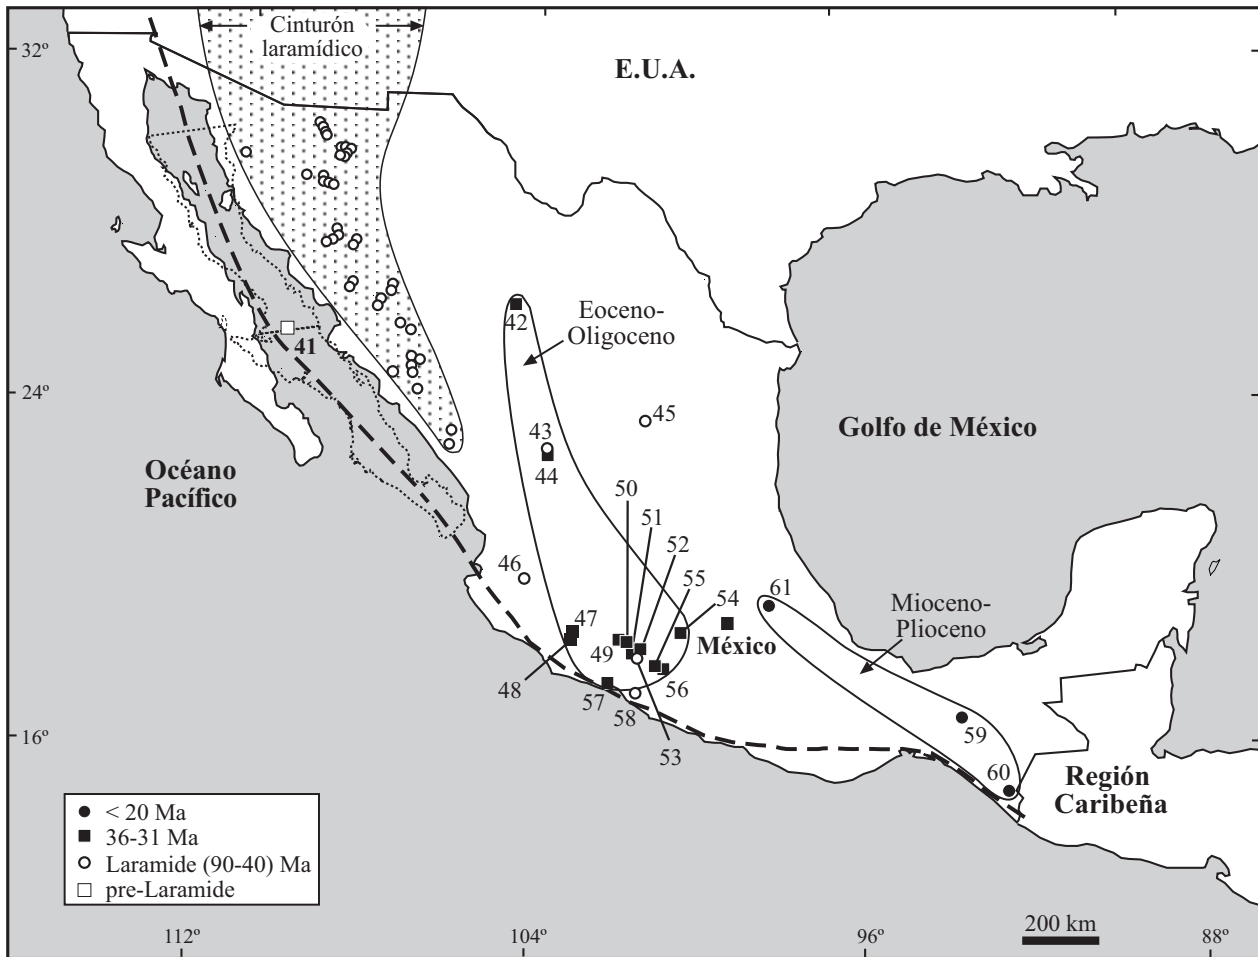 Cinturón
laramídico
32º
E.U.A.
Eoceno-
Oligoceno
42
41
24º
45
43
Golfo de México
44
Océano
Pacífico
50
51
52
46
55
54
61
Mioceno-
Plioceno
47
49
México
48
57
58
56
53
59
16º
60
Región
Caribeña
< 20 Ma
36-31 Ma
Laramide (90-40) Ma
pre-Laramide
200 km
112º
104º
96º
88º